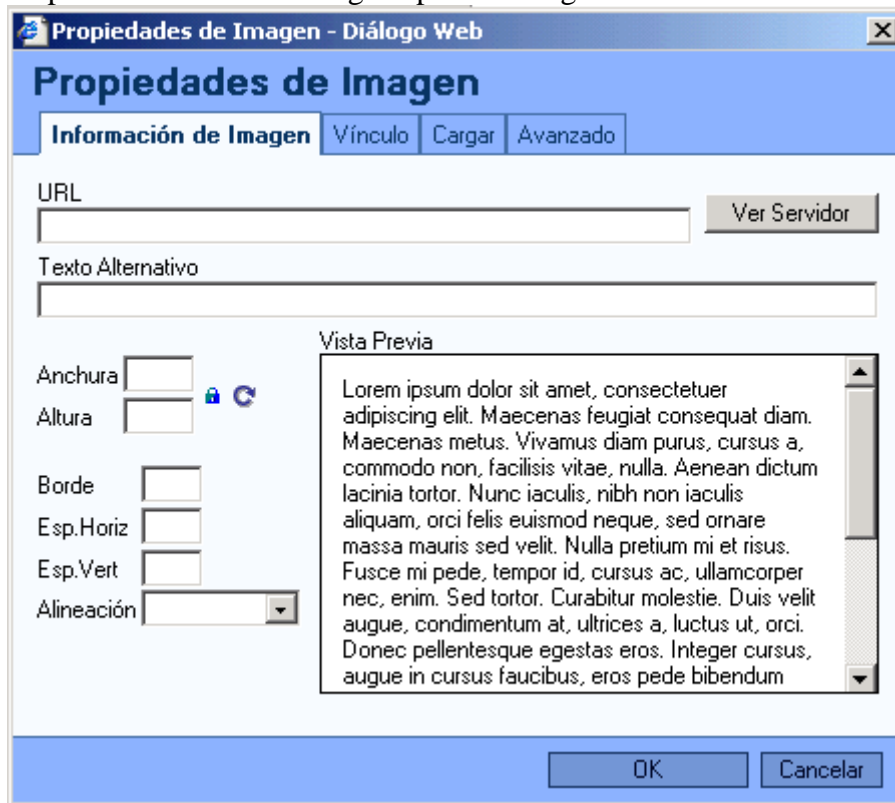 Propiedades de Imagen - Diálogo Web
Propiedades de Imagen
Información de Imagen Vínculo Cargar Avanzado
URL
Ver Servidor
Texto Alternativo
Anchura
Altura
Borde
Esp.Horiz
Esp.Vert
Alineación
Vista Previa
Lorem ipsum dolor sit amet, consectetuer
adipiscing elit. Maecenas feugiat consequat diam.
Maecenas metus. Vivamus diam purus, cursus a,
commodo non, facilisis vitae, nulla. Aenean dictum
lacinia tortor. Nunc iaculis, nibh non iaculis
aliquam, orci felis euismod neque, sed ornare
massa mauris sed velit. Nulla pretium mi et risus.
Fusce mi pede, tempor id, cursus ac, ullamcorper
nec, enim. Sed tortor. Curabitur molestie. Duis velit
augue, condimentum at, ultrices a, luctus ut, orci.
Donec pellentesque egestas eros. Integer cursus,
augue in cursus faucibus, eros pede bibendum
OK Cancelar